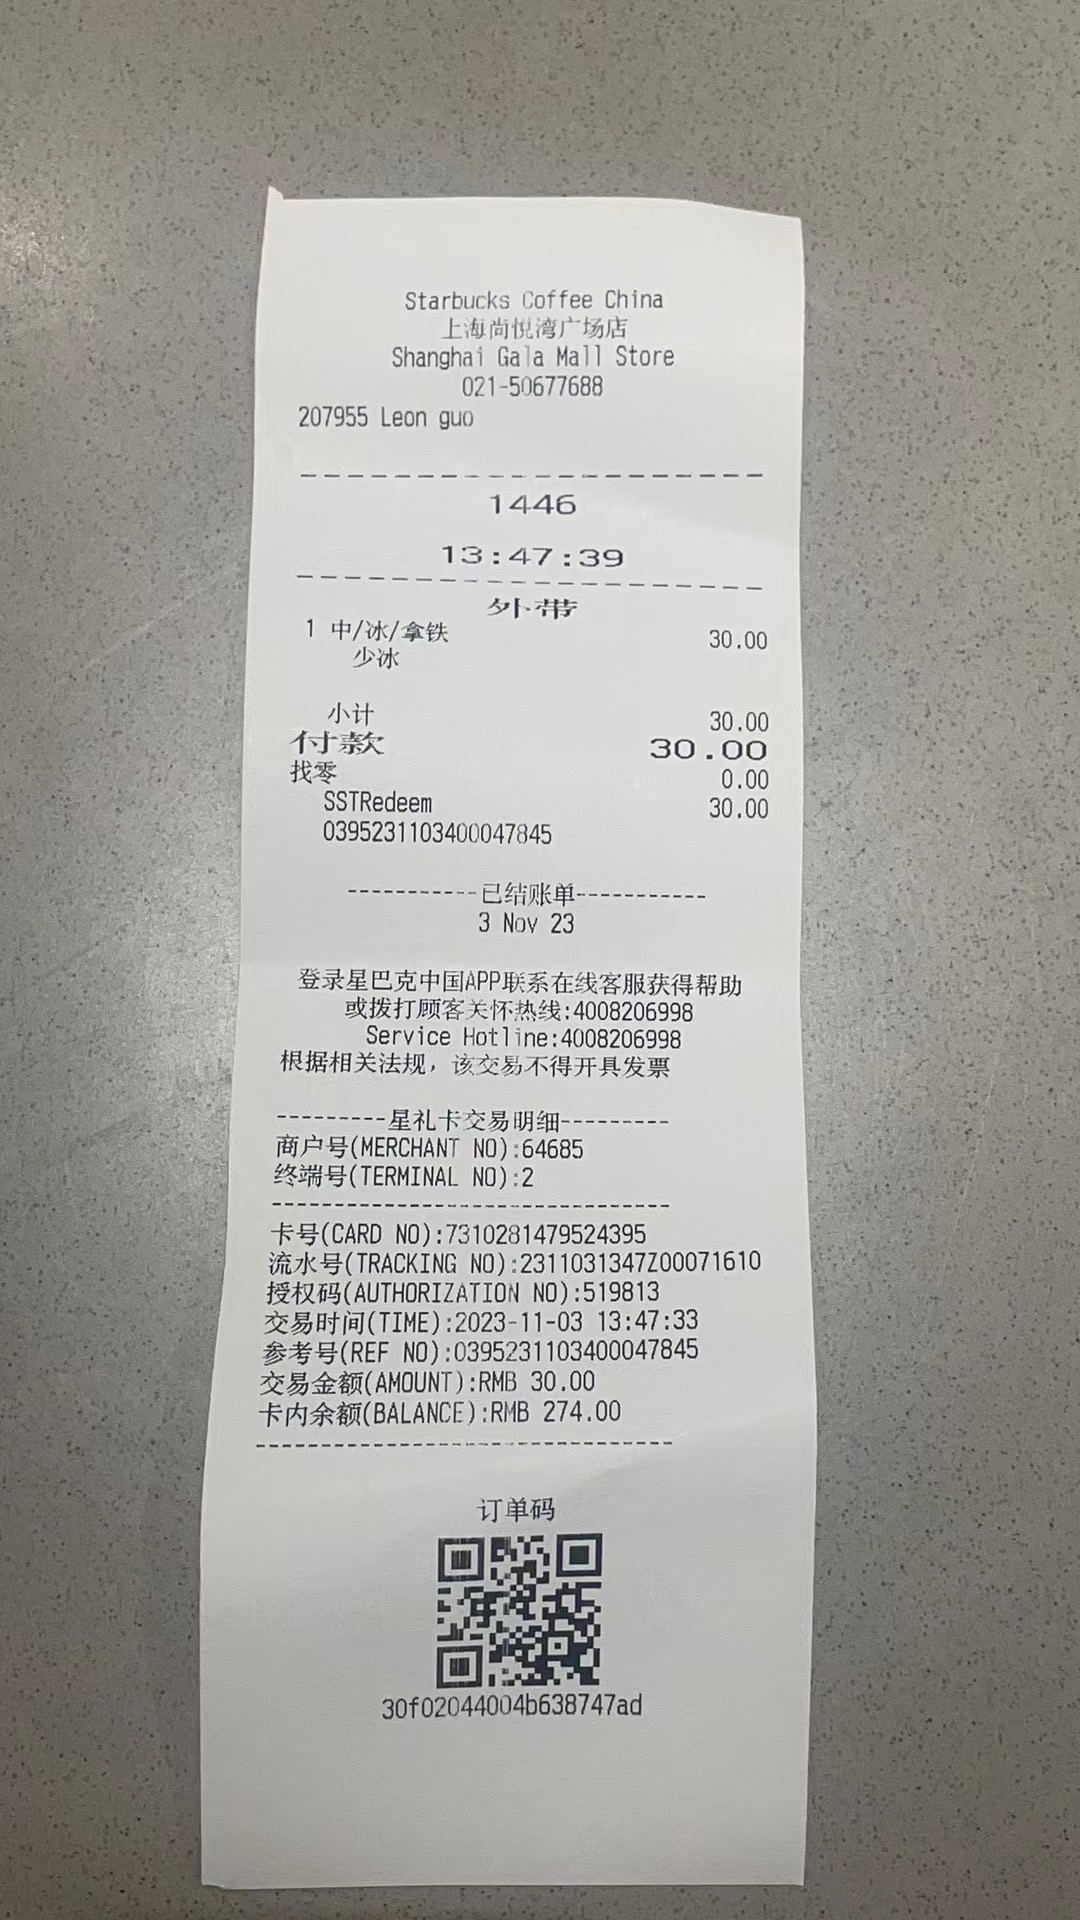 Starbucks Coffee China
上海尚悦湾广场店
Shanghai Gala Mall Store
021-50677688
207955 Leon guo
1446
13:47:39
外带
1 中/冰/拿铁 30.00
少冰
小计 30.00
付款 30.00
找零 0.00
SSTRedeem 30.00
0395231103400047845
-----------已结账单-----------
3 Nov 23
登录星巴克中国APP联系在线客服获得帮助
或拨打顾客关怀热线:4008206998
Service Hotline:4008206998
根据相关法规，该交易不得开具发票
---------星礼卡交易明细---------
商户号(MERCHANT NO):64685
终端号(TERMINAL NO):2
卡号(CARD NO):7310281479524395
流水号(TRACKING NO):2311031347Z00071610
授权码(AUTHORIZATION NO):519813
交易时间(TIME):2023-11-03 13:47:33
参考号(REF NO):0395231103400047845
交易金额(AMOUNT):RMB 30.00
卡内余额(BALANCE):RMB 274.00
订单码
30f02044004b638747ad